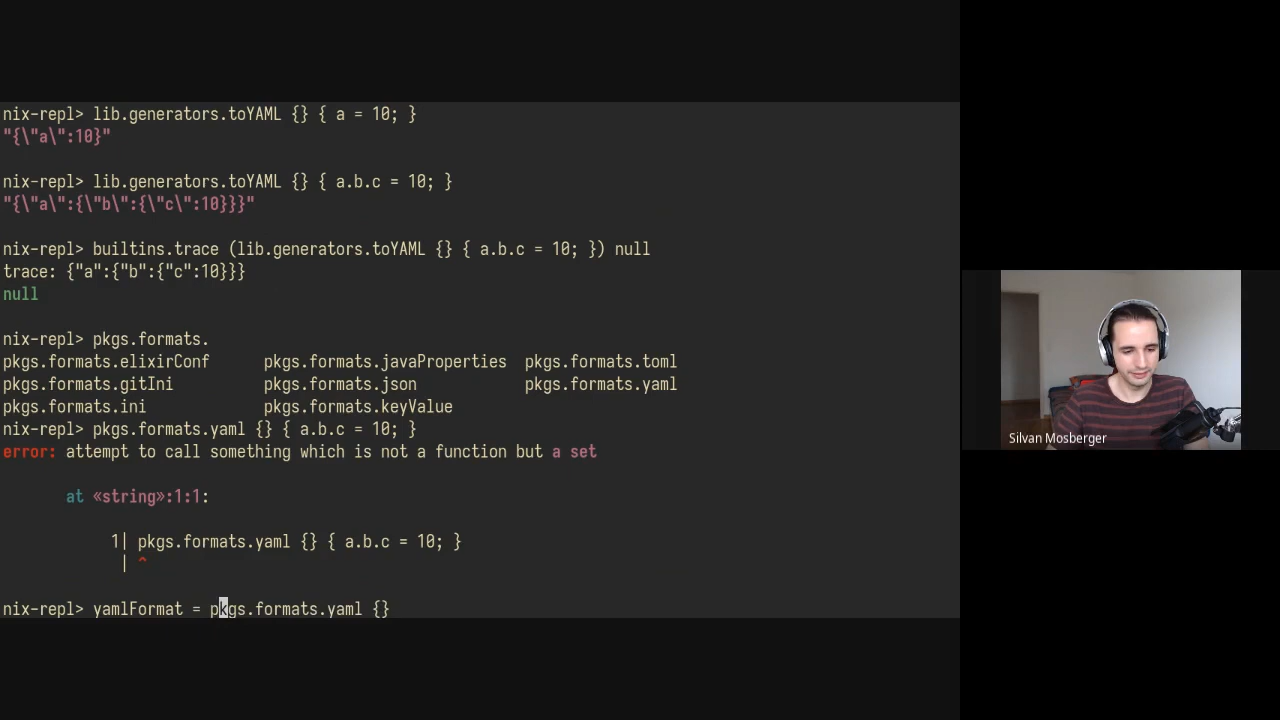 nix-repl> lib.generators.toYAML {} { a = 10; }
"{\"a\":10}"
nix-repl> lib.generators.toYAML {} { a.b.c = 10; }
"{\"a\":{\"b\":{\"c\":10}}}"
nix-repl> builtins.trace (lib.generators.toYAML {} { a.b.c = 10; }) null
trace: {"a":{"b":{"c":10}}}
null
nix-repl> pkgs.formats.
pkgs.formats.elixirConf pkgs.formats.javaProperties pkgs.formats.toml
pkgs.formats.gitIni pkgs.formats.json pkgs.formats.yaml
pkgs.formats.ini pkgs.formats.keyValue
nix-repl> pkgs.formats.yaml {} { a.b.c = 10; }
error: attempt to call something which is not a function but a set
at «string»:1:1:
1| pkgs.formats.yaml {} { a.b.c = 10; }
| ^
nix-repl> yamlFormat = pkgs.formats.yaml {}
Silvan Mosberger